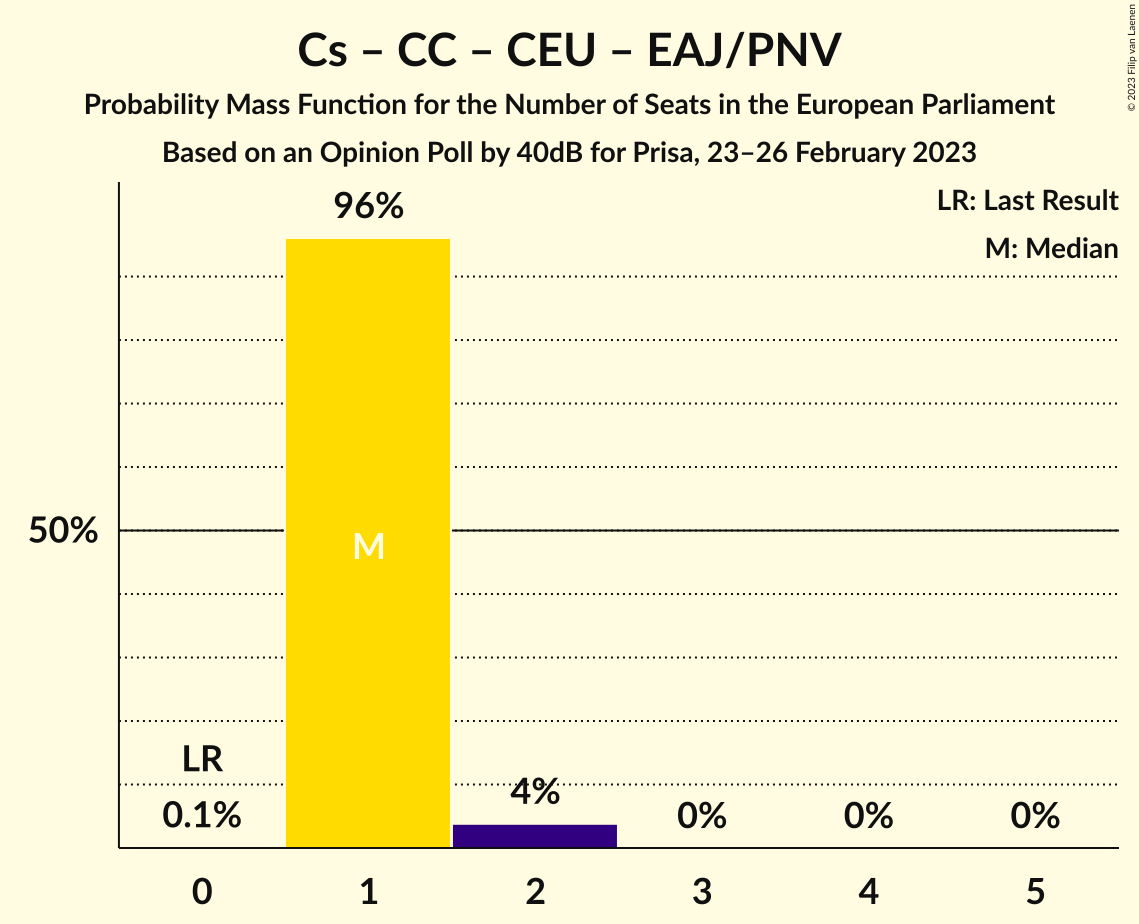 Cs – CC – CEU – EAJ/PNV
Probability Mass Function for the Number of Seats in the European Parliament
Based on an Opinion Poll by 40dB for Prisa, 23–26 February 2023
© 2023 Filip van Laenen
LR: Last Result
M: Median
96%
50%
M
LR
0.1%
4%
0%
0%
0%
0
1
2
3
4
5